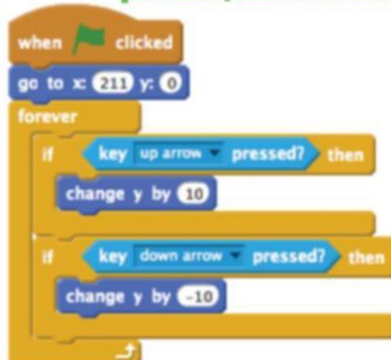 when clicked
go to x: 211 y: 0
forever
if key up arrow pressed? then
change y by 10
if key down arrow pressed? then
change y by -10